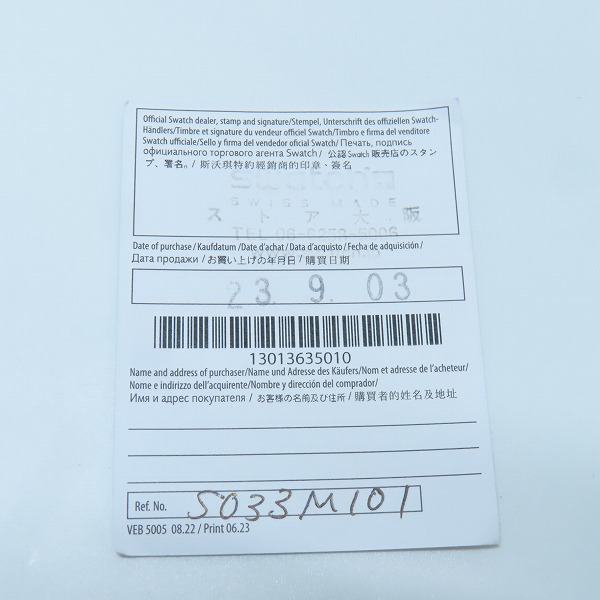 Official Swatch dealer, stamp and signature/Stempel, Unterschrift des offiziellen Swatch-
Händlers/Timbre et signature du vendeur officiel Swatch/Timbro e firma del venditore
Swatch ufficiale/Sello y firma del vendedor oficial Swatch/ Печать, подпись
официального торгового агента Swatch / 公認 Swatch 販売店のスタン
プ、署名。/ 斯沃琪特約經銷商的印章、簽名
SWISS MADE
ストア大阪
Date of purchase / Kaufdatum /Date d'achat / Data d'acquisto / Fecha de adquisición /
Дата продажи / お買い上げの年月日 / 購買日期
23. 9. 03
13013635010
Name and address of purchaser/Name und Adresse des Käufers/Nom et adresse de l'acheteur/
Nome e indirizzo dell'acquirente/Nombre y dirección del comprador/
Имя и адрес покупателя / お客様の名前及び住所 / 購買者的姓名及地址
Ref. No. SO33M101
VEB 5005 08.22 / Print 06.23